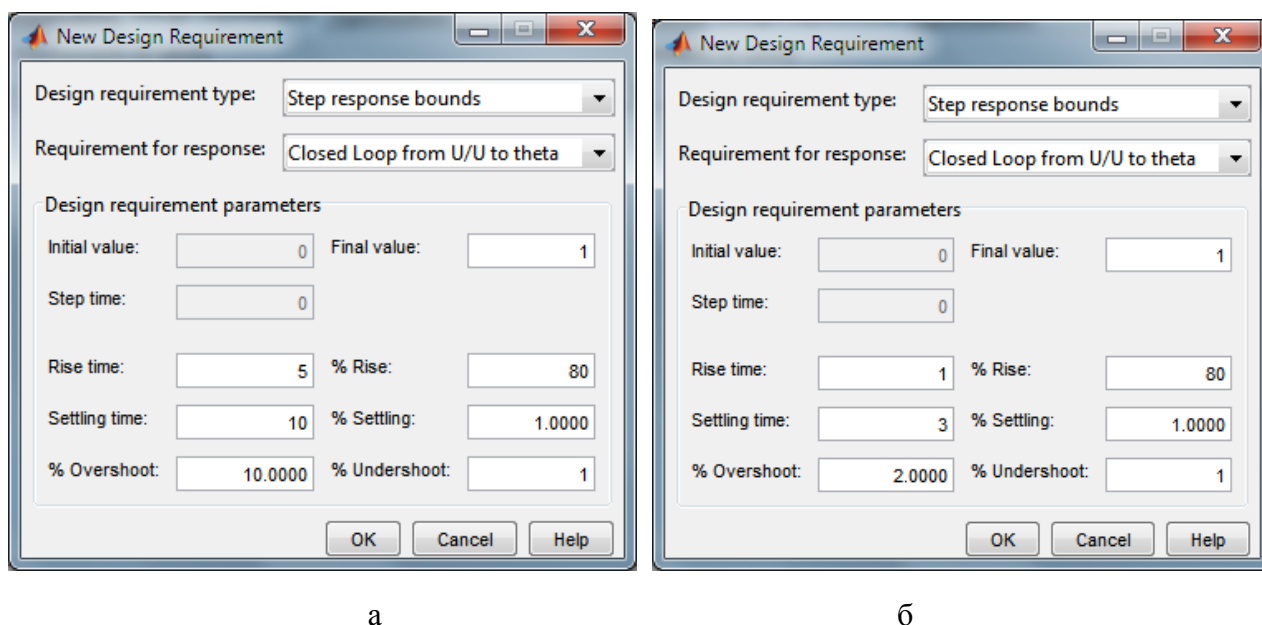 New Design Requirement
Design requirement type: Step response bounds
Requirement for response: Closed Loop from U/U to theta
Design requirement parameters
Initial value: 0 Final value: 1
Step time: 0
Rise time: 5 % Rise: 80
Settling time: 10 % Settling: 1.0000
% Overshoot: 10.0000 % Undershoot: 1
OK Cancel Help
а
New Design Requirement
Design requirement type: Step response bounds
Requirement for response: Closed Loop from U/U to theta
Design requirement parameters
Initial value: 0 Final value: 1
Step time: 0
Rise time: 1 % Rise: 80
Settling time: 3 % Settling: 1.0000
% Overshoot: 2.0000 % Undershoot: 1
OK Cancel Help
б